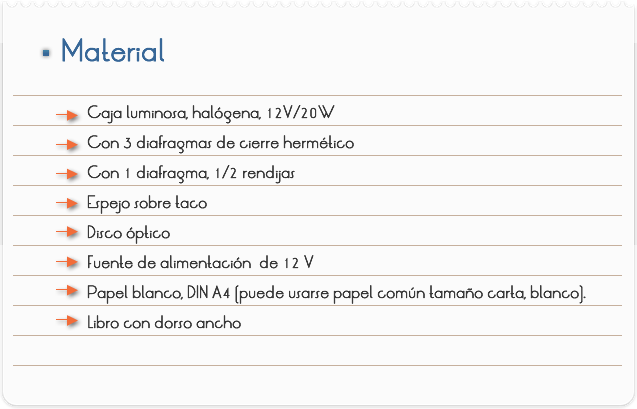 Material
Caja luminosa, halógena, 12V/20W
Con 3 diafragmas de cierre hermético
Con 1 diafragma, 1/2 rendijas
Espejo sobre taco
Disco óptico
Fuente de alimentación de 12 V
Papel blanco, DIN A4 (puede usarse papel común tamaño carta, blanco).
Libro con dorso ancho